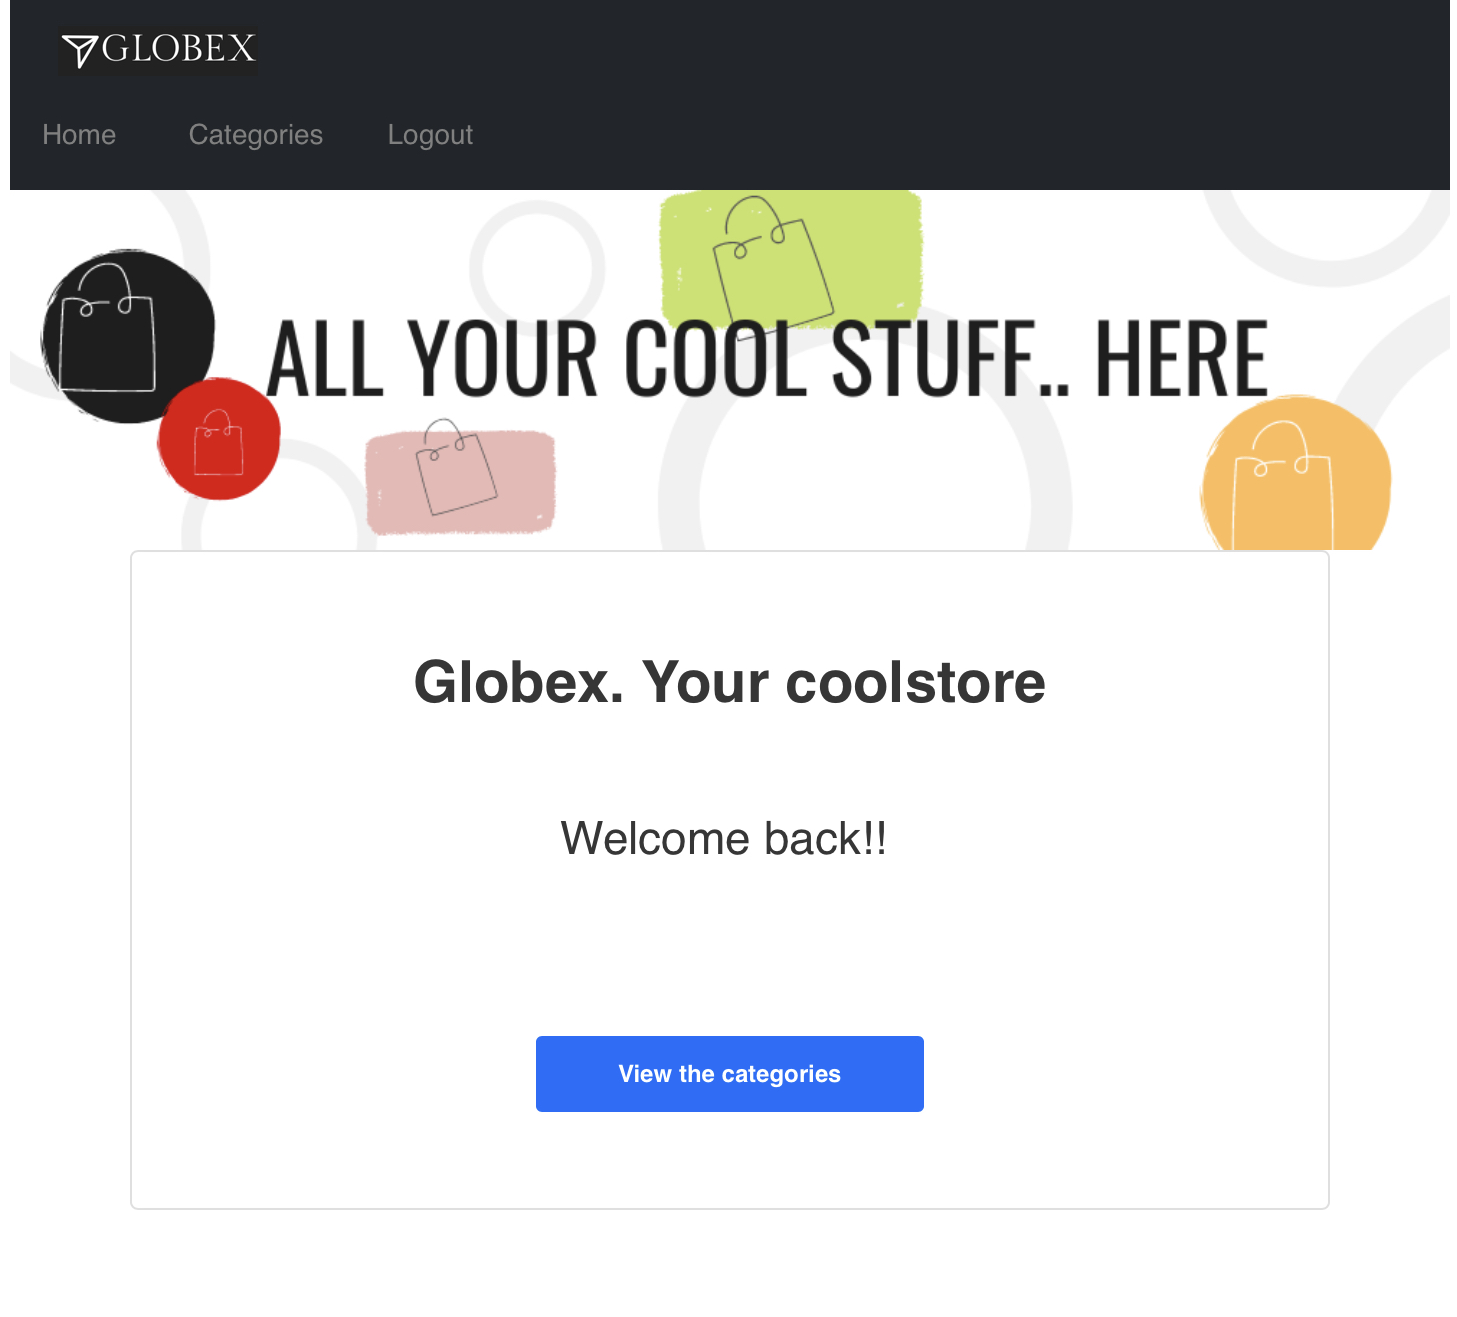 GLOBEX
Home Categories Logout
ALL YOUR COOL STUFF.. HERE
Globex. Your coolstore
Welcome back!!
View the categories